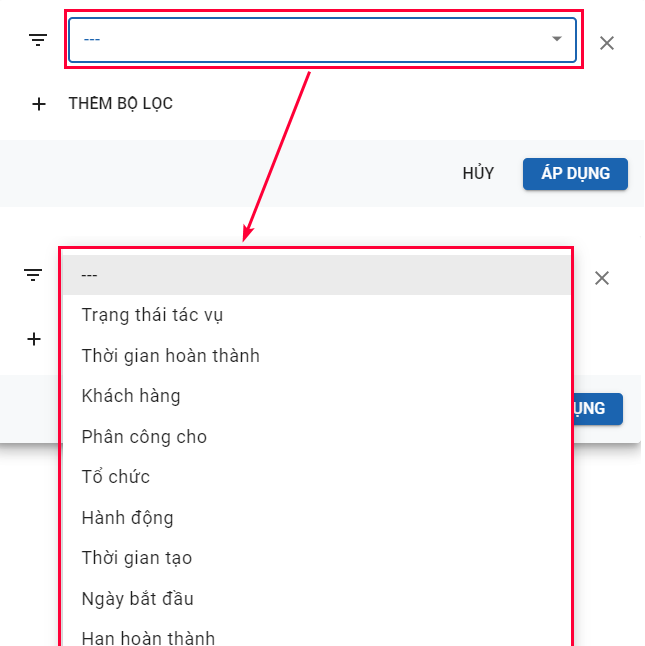 ---
THÊM BỘ LỌC
HỦY
ÁP DỤNG
---
Trạng thái tác vụ
Thời gian hoàn thành
Khách hàng
Phân công cho
ỤNG
Tổ chức
Hành động
Thời gian tạo
Ngày bắt đầu
Hạn hoàn thành